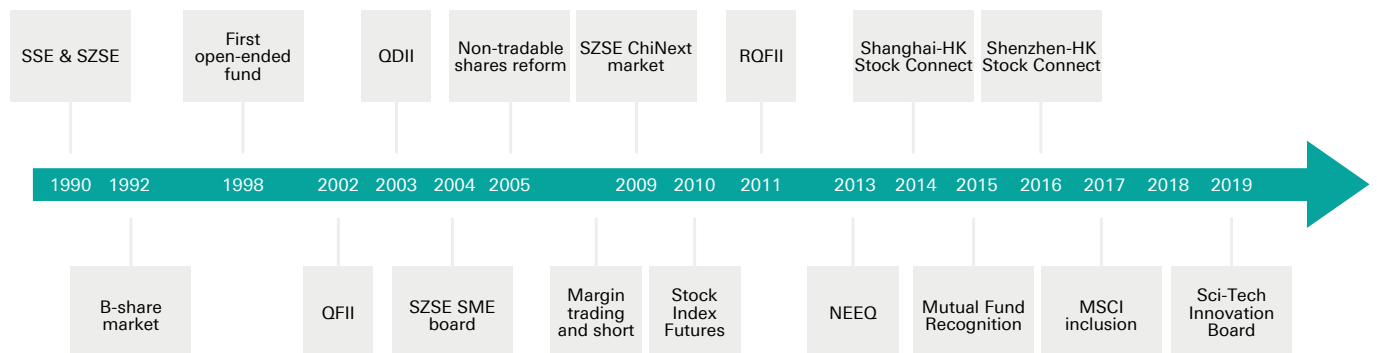 SSE & SZSE
First
open-ended
fund
QDII
Non-tradable
shares reform
SZSE ChiNext
market
RQFII
Shanghai-HK
Stock Connect
Shenzhen-HK
Stock Connect
1990 1992 1998 2002 2003 2004 2005 2009 2010 2011 2013 2014 2015 2016 2017 2018 2019
B-share
market
QFII
SZSE SME
board
Margin
trading
and short
Stock
Index
Futures
NEEQ
Mutual Fund
Recognition
MSCI
inclusion
Sci-Tech
Innovation
Board